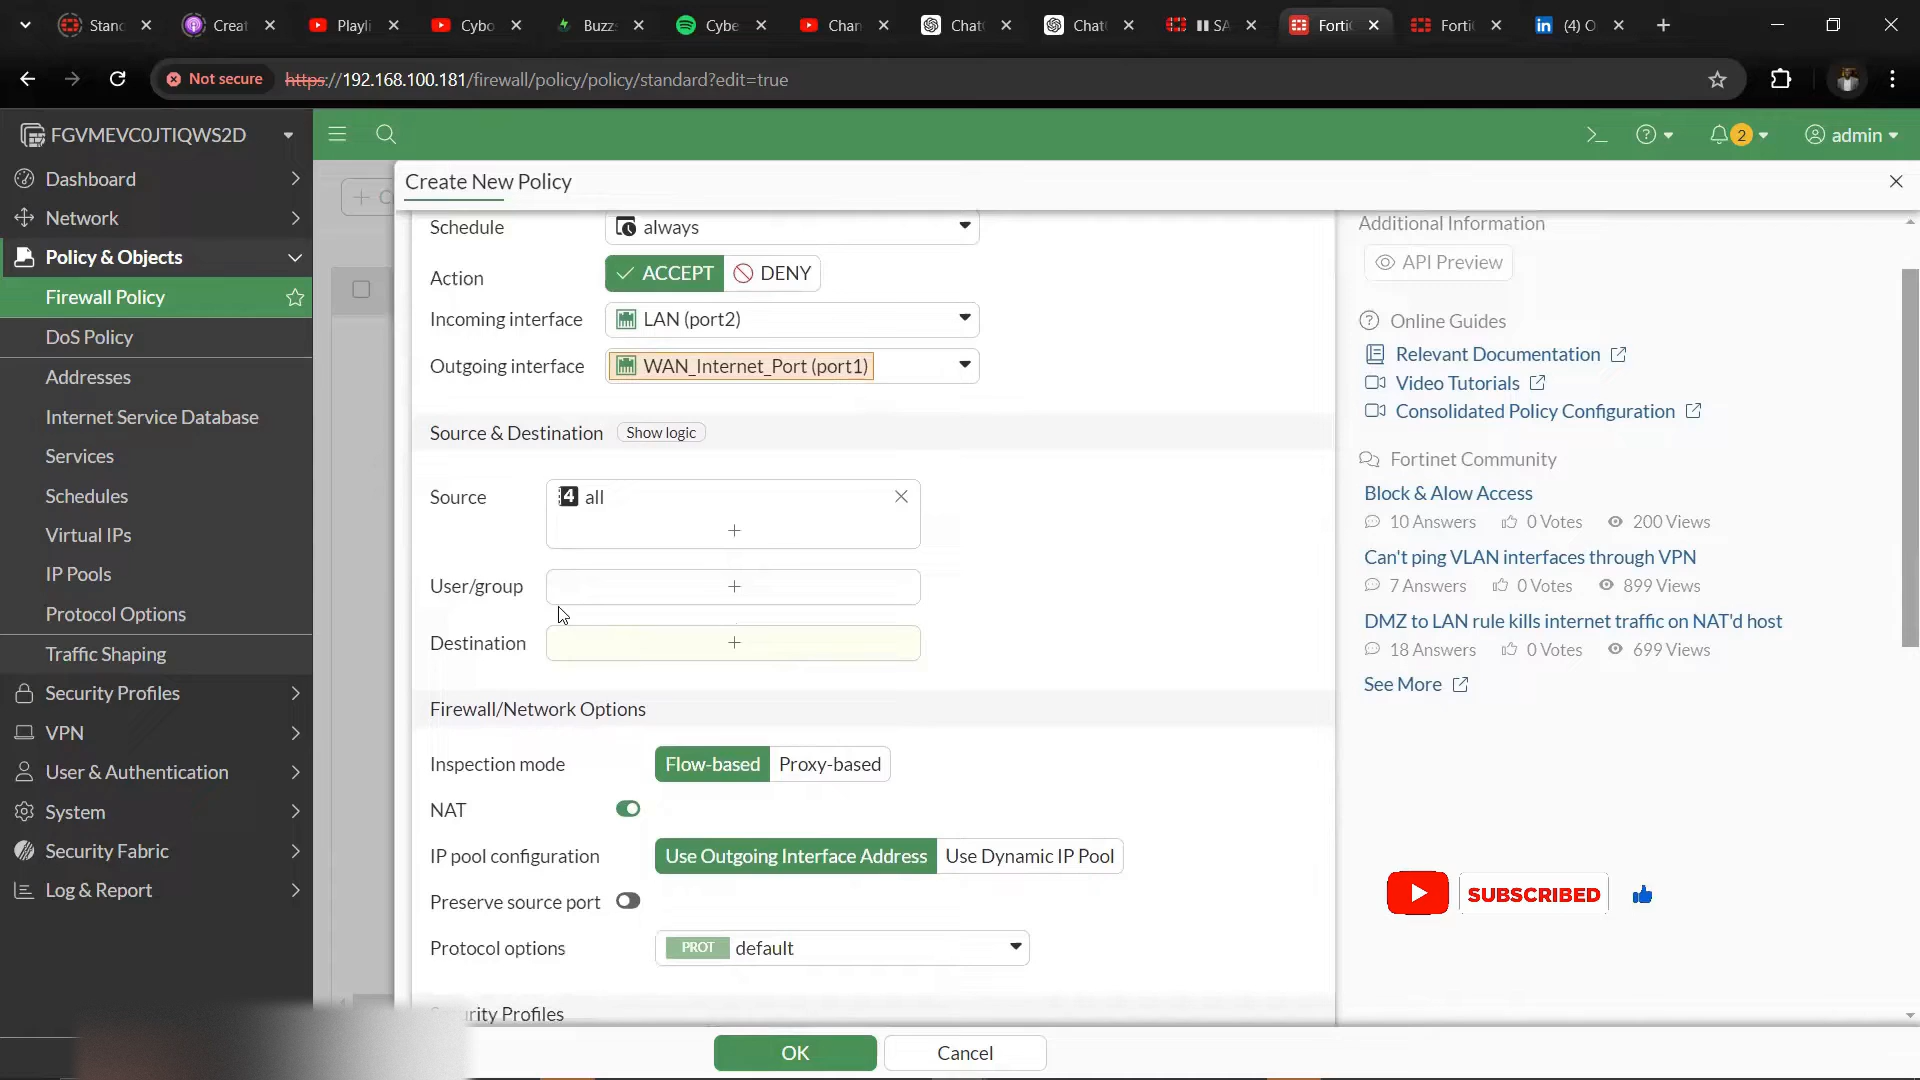 Stand
Creat
Playli
Cybo
Buzzs
Cybe
Chan
Chat
Chat
SA
Forti
Forti
(4) O
Not secure
https://192.168.100.181/firewall/policy/policy/standard?edit=true
FGVMEVC0JTIQWS2D
2
admin
Dashboard
Network
Policy & Objects
Firewall Policy
DoS Policy
Addresses
Internet Service Database
Services
Schedules
Virtual IPs
IP Pools
Protocol Options
Traffic Shaping
Security Profiles
VPN
User & Authentication
System
Security Fabric
Log & Report
Create New Policy
Schedule
always
Action
ACCEPT
DENY
Incoming interface
LAN (port2)
Outgoing interface
WAN_Internet_Port (port1)
Source & Destination
Show logic
Source
4 all
User/group
Destination
Firewall/Network Options
Inspection mode
Flow-based
Proxy-based
NAT
IP pool configuration
Use Outgoing Interface Address
Use Dynamic IP Pool
Preserve source port
Protocol options
PROT default
urity Profiles
OK
Cancel
Additional Information
API Preview
Online Guides
Relevant Documentation
Video Tutorials
Consolidated Policy Configuration
Fortinet Community
Block & Alow Access
10 Answers 0 Votes 200 Views
Can't ping VLAN interfaces through VPN
7 Answers 0 Votes 899 Views
DMZ to LAN rule kills internet traffic on NAT'd host
18 Answers 0 Votes 699 Views
See More
SUBSCRIBED